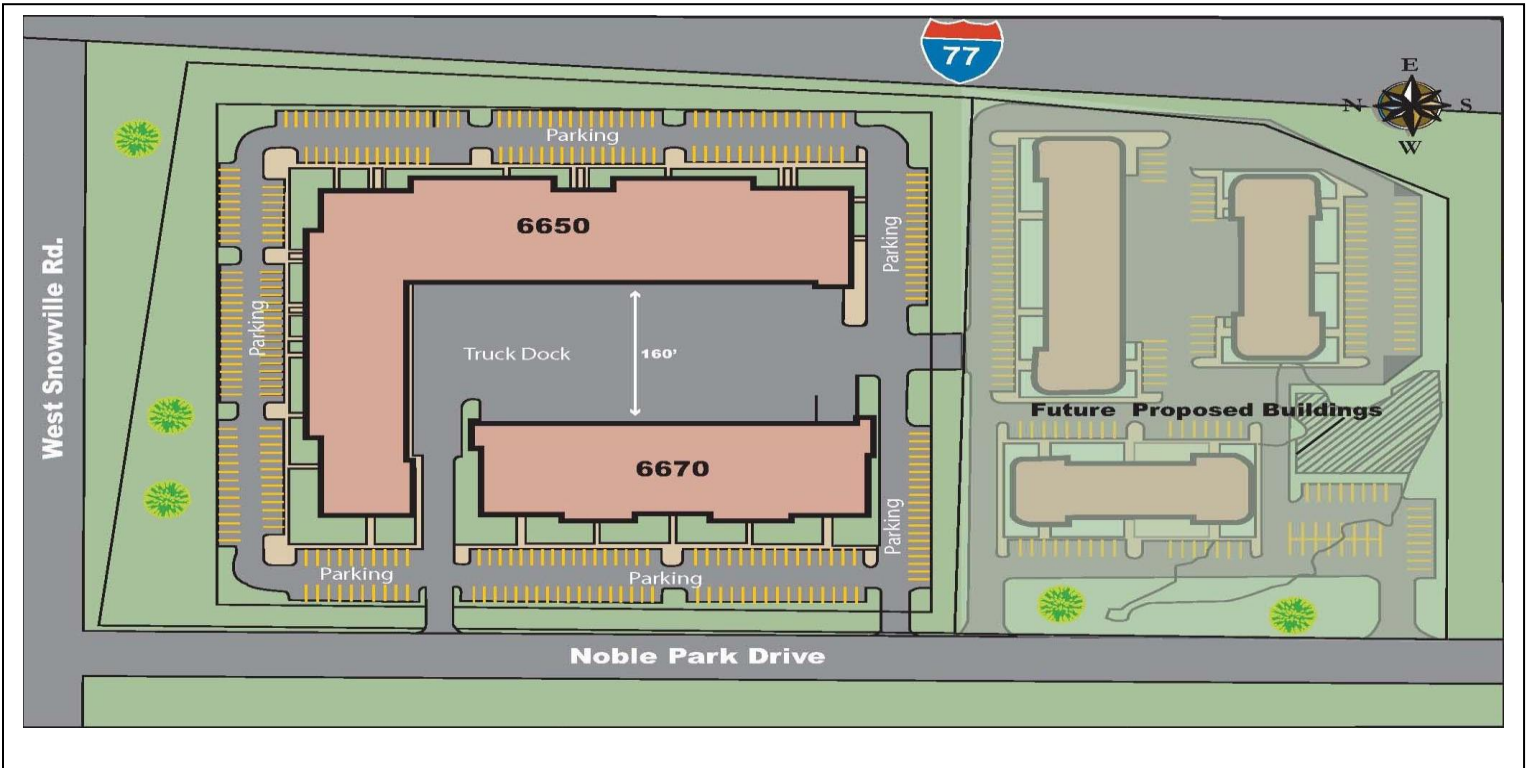 77
E
N
S
W
Parking
6650
Parking
West Snowville Rd.
Parking
Truck Dock
160'
Future Proposed Buildings
6670
Parking
Parking
Parking
Noble Park Drive